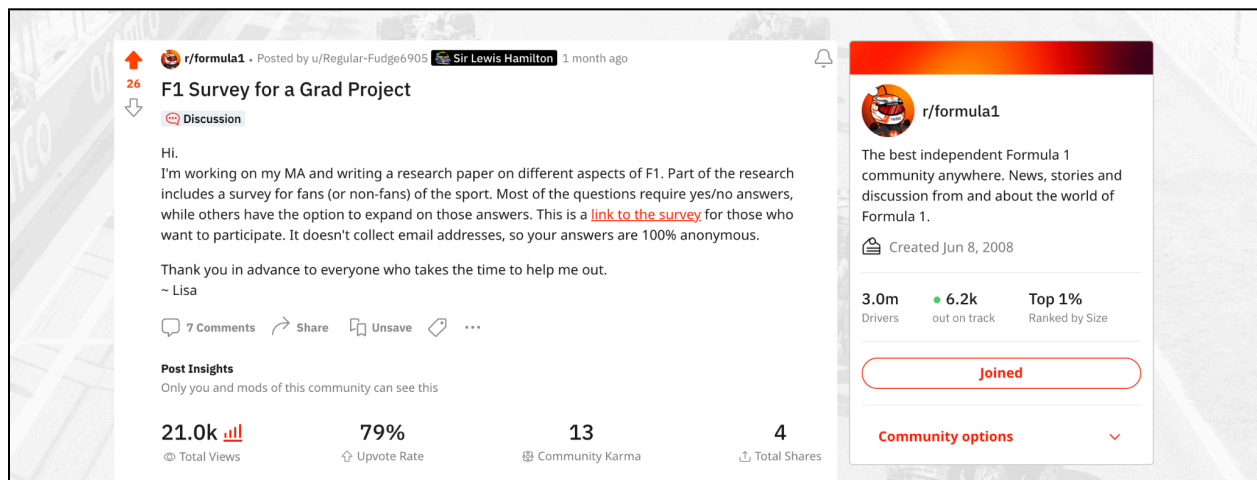 r/formula1 • Posted by u/Regular-Fudge6905 Sir Lewis Hamilton 1 month ago
26
F1 Survey for a Grad Project
Discussion
Hi.
I'm working on my MA and writing a research paper on different aspects of F1. Part of the research
includes a survey for fans (or non-fans) of the sport. Most of the questions require yes/no answers,
while others have the option to expand on those answers. This is a link to the survey for those who
want to participate. It doesn't collect email addresses, so your answers are 100% anonymous.
Thank you in advance to everyone who takes the time to help me out.
~ Lisa
7 Comments Share Unsave
Post Insights
Only you and mods of this community can see this
21.0k 79% 13 4
Total Views Upvote Rate Community Karma Total Shares
r/formula1
The best independent Formula 1
community anywhere. News, stories and
discussion from and about the world of
Formula 1.
Created Jun 8, 2008
3.0m 6.2k Top 1%
Drivers out on track Ranked by Size
Joined
Community options